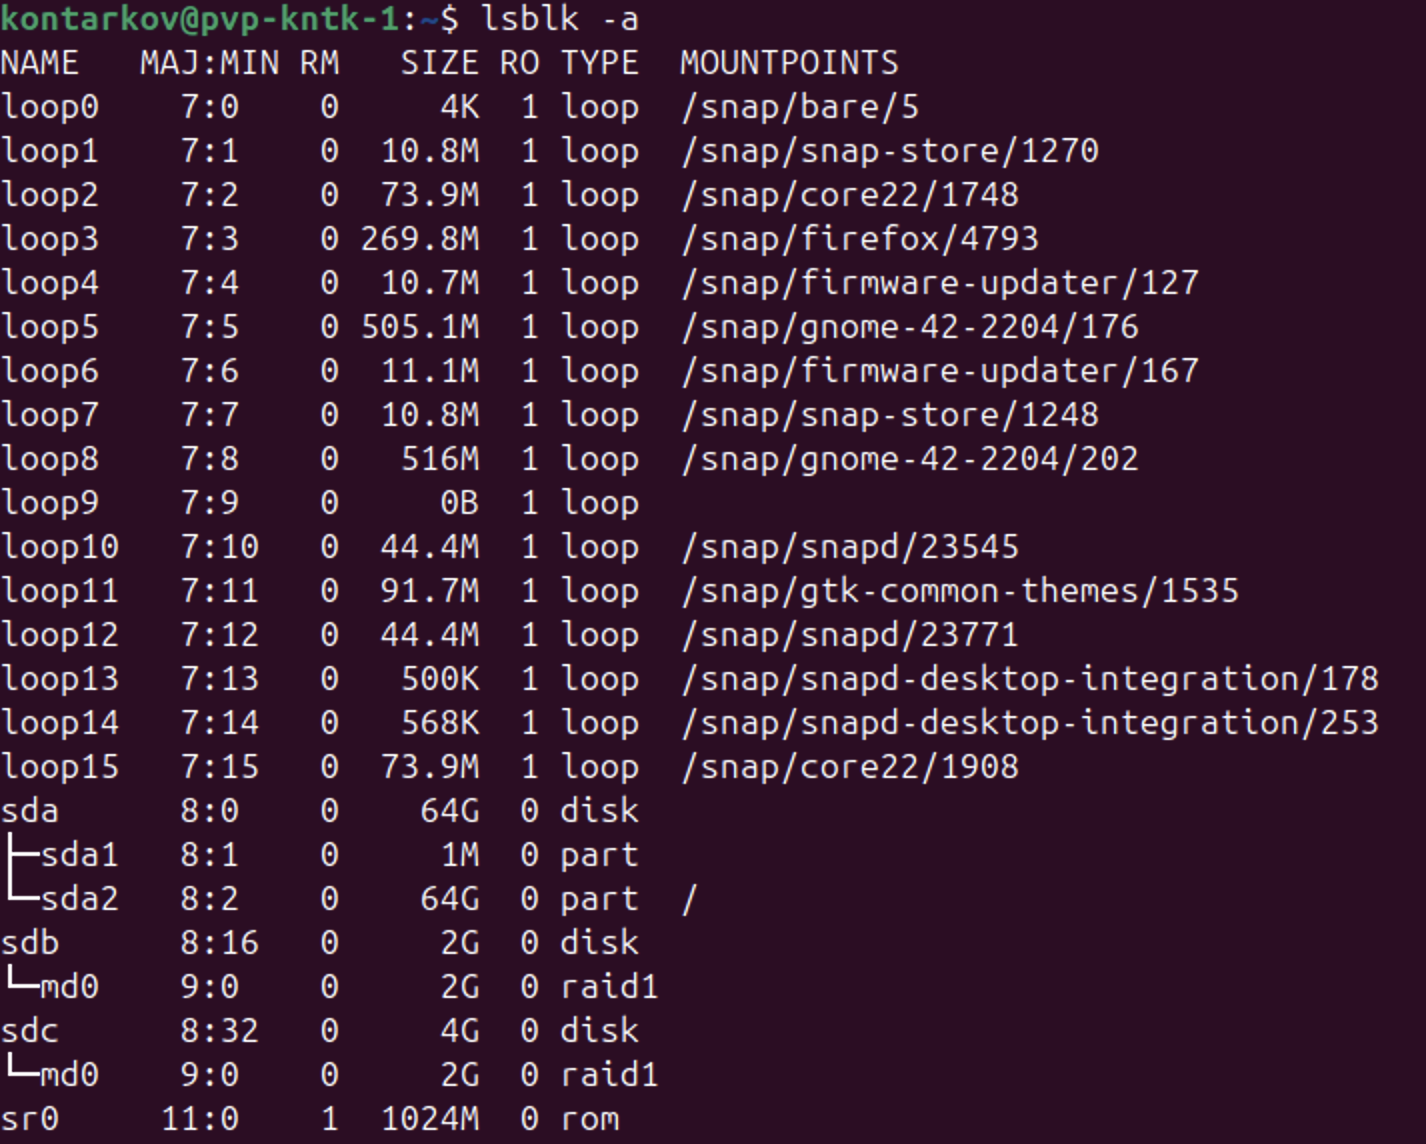 kontarkov@pvp-kntk-1:~$ lsblk -a
NAME   MAJ:MIN RM   SIZE RO TYPE  MOUNTPOINTS
loop0    7:0    0     4K  1 loop  /snap/bare/5
loop1    7:1    0  10.8M  1 loop  /snap/snap-store/1270
loop2    7:2    0  73.9M  1 loop  /snap/core22/1748
loop3    7:3    0 269.8M  1 loop  /snap/firefox/4793
loop4    7:4    0  10.7M  1 loop  /snap/firmware-updater/127
loop5    7:5    0 505.1M  1 loop  /snap/gnome-42-2204/176
loop6    7:6    0  11.1M  1 loop  /snap/firmware-updater/167
loop7    7:7    0  10.8M  1 loop  /snap/snap-store/1248
loop8    7:8    0   516M  1 loop  /snap/gnome-42-2204/202
loop9    7:9    0     0B  1 loop
loop10   7:10   0  44.4M  1 loop  /snap/snapd/23545
loop11   7:11   0  91.7M  1 loop  /snap/gtk-common-themes/1535
loop12   7:12   0  44.4M  1 loop  /snap/snapd/23771
loop13   7:13   0   500K  1 loop  /snap/snapd-desktop-integration/178
loop14   7:14   0   568K  1 loop  /snap/snapd-desktop-integration/253
loop15   7:15   0  73.9M  1 loop  /snap/core22/1908
sda      8:0    0    64G  0 disk
├─sda1   8:1    0     1M  0 part
└─sda2   8:2    0    64G  0 part  /
sdb      8:16   0     2G  0 disk
└─md0    9:0    0     2G  0 raid1
sdc      8:32   0     4G  0 disk
└─md0    9:0    0     2G  0 raid1
sr0     11:0    1  1024M  0 rom